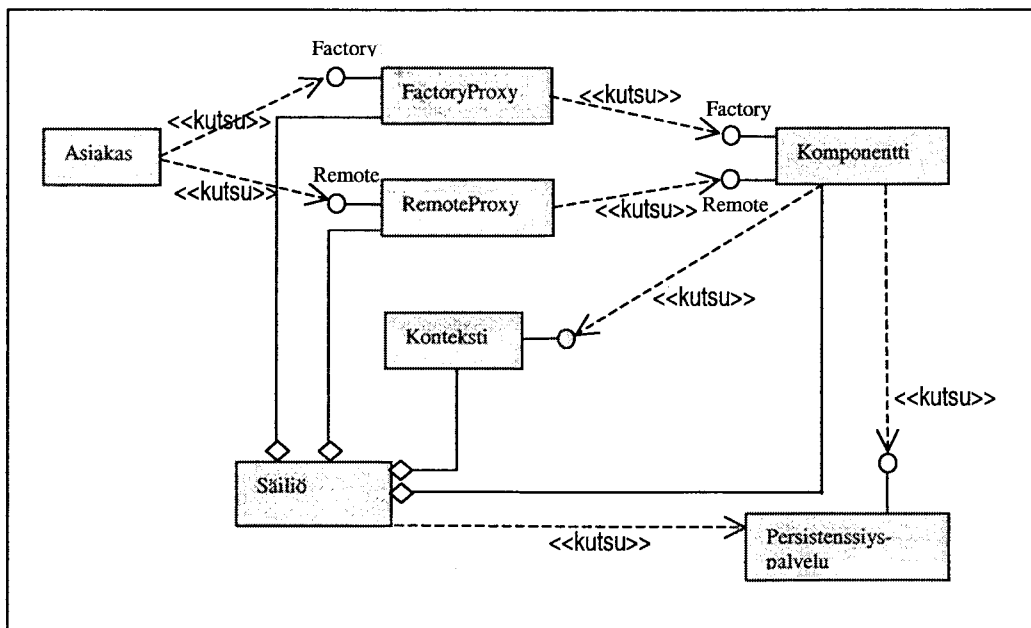 Factory
FactoryProxy
<<kutsu>>
Factory
<<kutsu>>
Asiakas
Komponentti
<<kutsu>>
Remote
RemoteProxy
<<kutsu>>
Remote
<<kutsu>>
Konteksti
<<kutsu>>
Säiliö
<<kutsu>>
Persistenssiys-
palvelu